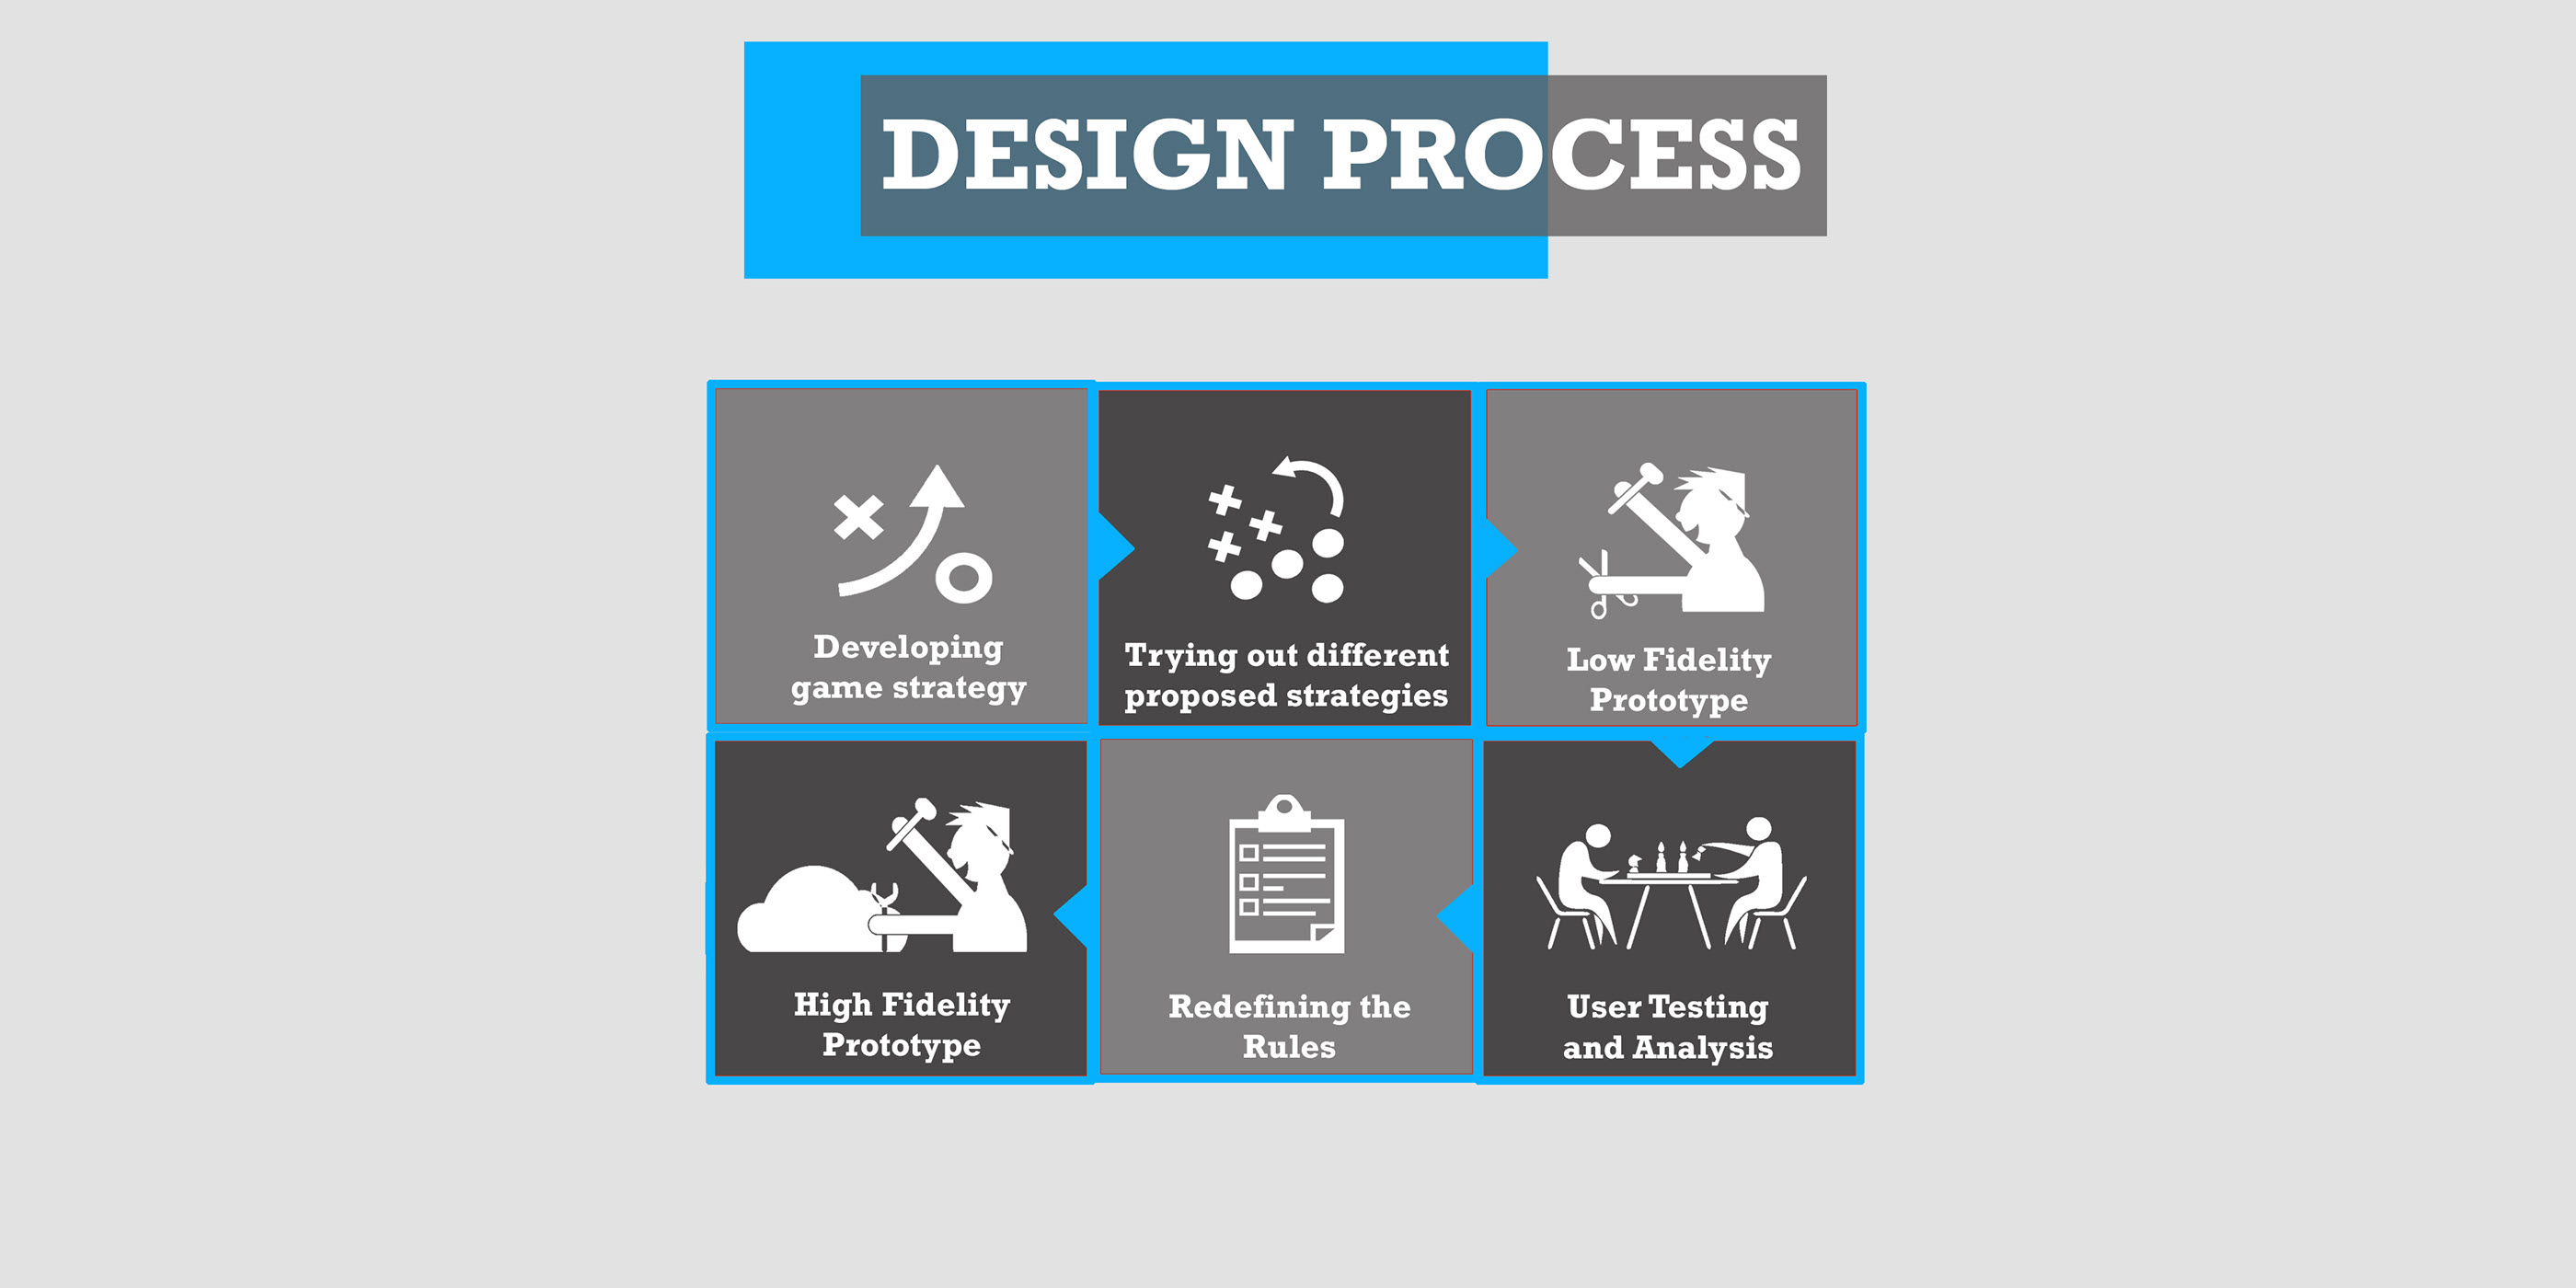 DESIGN PROCESS
Developing
game strategy
Trying out different
proposed strategies
Low Fidelity
Prototype
High Fidelity
Prototype
Redefining the
Rules
User Testing
and Analysis